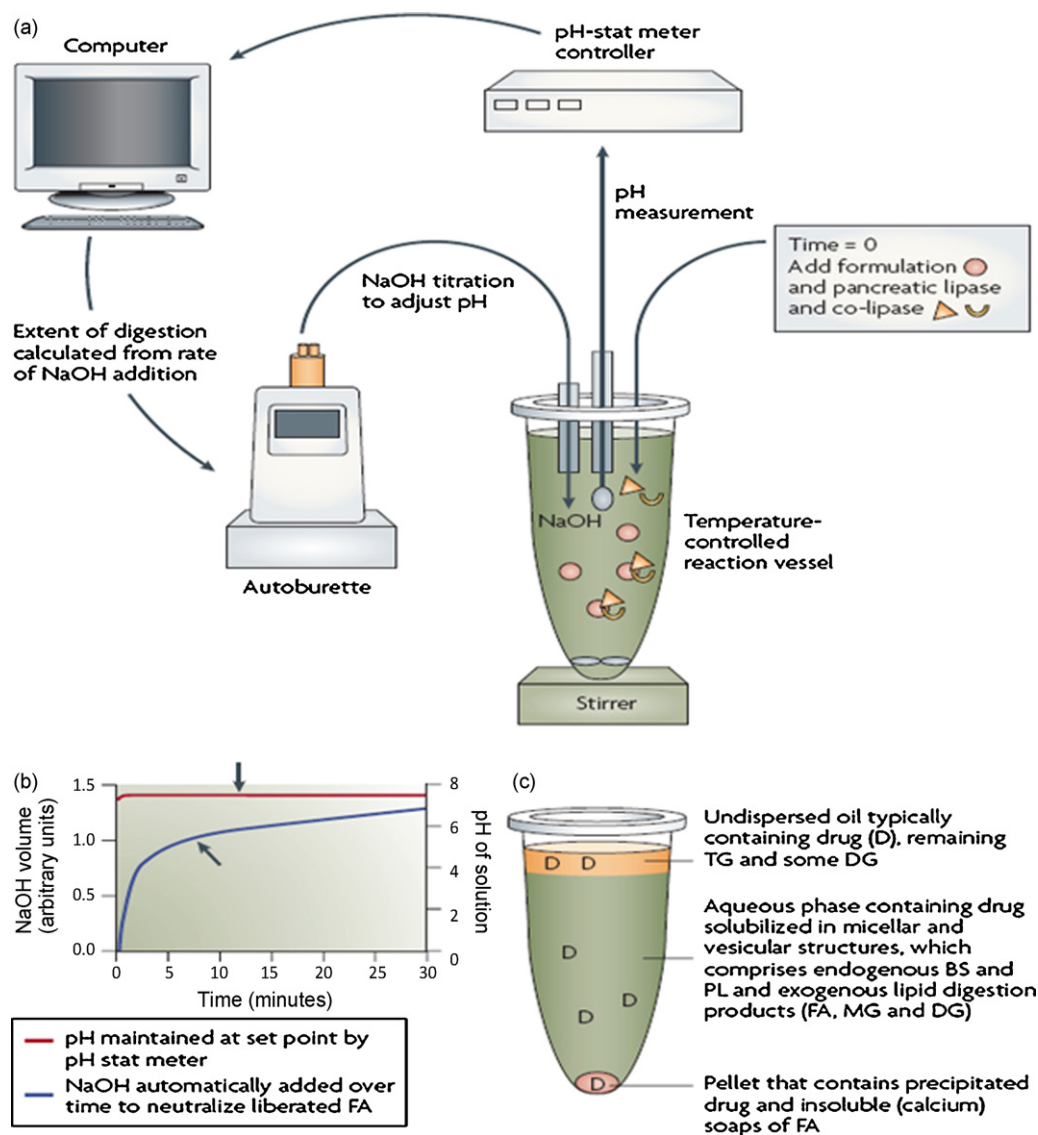 (a)
Computer
pH-stat meter
controller
pH
measurement
Time = 0
Add formulation
and pancreatic lipase
and co-lipase
NaOH titration
to adjust pH
Extent of digestion
calculated from rate
of NaOH addition
NaOH
Temperature-
controlled
reaction vessel
Autoburette
Stirrer
(b)
NaOH volume
(arbitrary units)
1.5
1.0
0.5
0.0
8
6
4
2
0
pH of solution
0 5 10 15 20 25 30
Time (minutes)
pH maintained at set point by
pH stat meter
NaOH automatically added over
time to neutralize liberated FA
(c)
Undispersed oil typically
containing drug (D), remaining
TG and some DG
D D
Aqueous phase containing drug
solubilized in micellar and
vesicular structures, which
comprises endogenous BS and
PL and exogenous lipid digestion
products (FA, MG and DG)
D
D
D
D
Pellet that contains precipitated
drug and insoluble (calcium)
soaps of FA